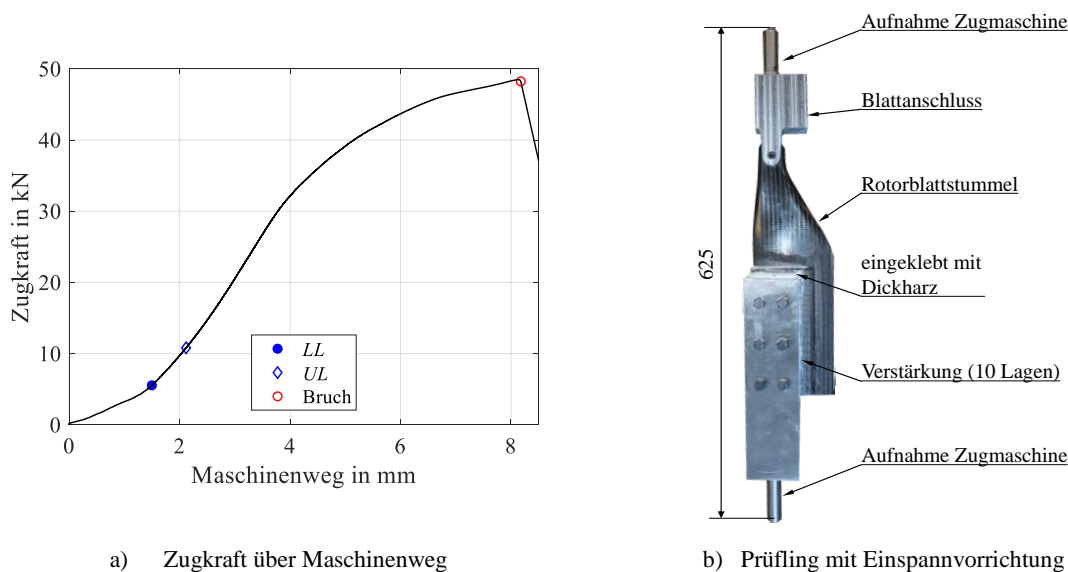 50
40
30
20
10
0
0
2
4
6
8
Zugkraft in kN
Maschinenweg in mm
LL
UL
Bruch
a) Zugkraft über Maschinenweg
625
Aufnahme Zugmaschine
Blattanschluss
Rotorblattstummel
eingeklebt mit
Dickharz
Verstärkung (10 Lagen)
Aufnahme Zugmaschine
b) Prüfling mit Einspannvorrichtung